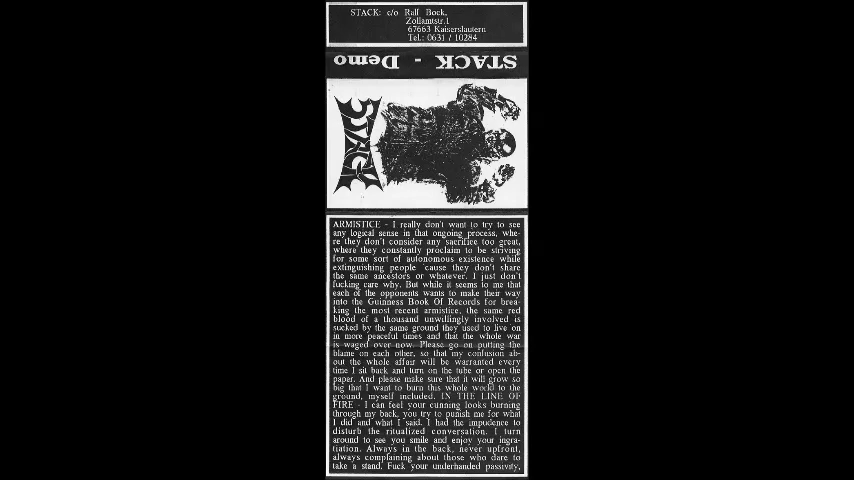 STACK: c/o Ralf Bock,
Zollamtstr.1
67663 Kaiserslautern
Tel.: 0631 / 10284
STACK - Demo
STACK
ARMISTICE - I really don't want to try to see
any logical sense in that ongoing process, whe-
re they don't consider any sacrifice too great,
where they constantly proclaim to be striving
for some sort of autonomous existence while
extinguishing people 'cause they don't share
the same ancestors or whatever. I just don't
fucking care why. But while it seems to me that
each of the opponents wants to make their way
into the Guinness Book Of Records for brea-
king the most recent armistice, the same red
blood of a thousand unwillingly involved is
sucked by the same ground they used to live on
in more peaceful times and that the whole war
is waged over now. Please go on putting the
blame on each other, so that my confusion ab-
out the whole affair will be warranted every
time I sit back and turn on the tube or open the
paper. And please make sure that it will grow so
big that I want to burn this whole world to the
ground, myself included. IN THE LINE OF
FIRE - I can feel your cunning looks burning
through my back, you try to punish me for what
I did and what I said. I had the impudence to
disturb the ritualized conversation. I turn
around to see you smile and enjoy your ingra-
tiation. Always in the back, never upfront,
always complaining about those who dare to
take a stand. Fuck your underhanded passivity,